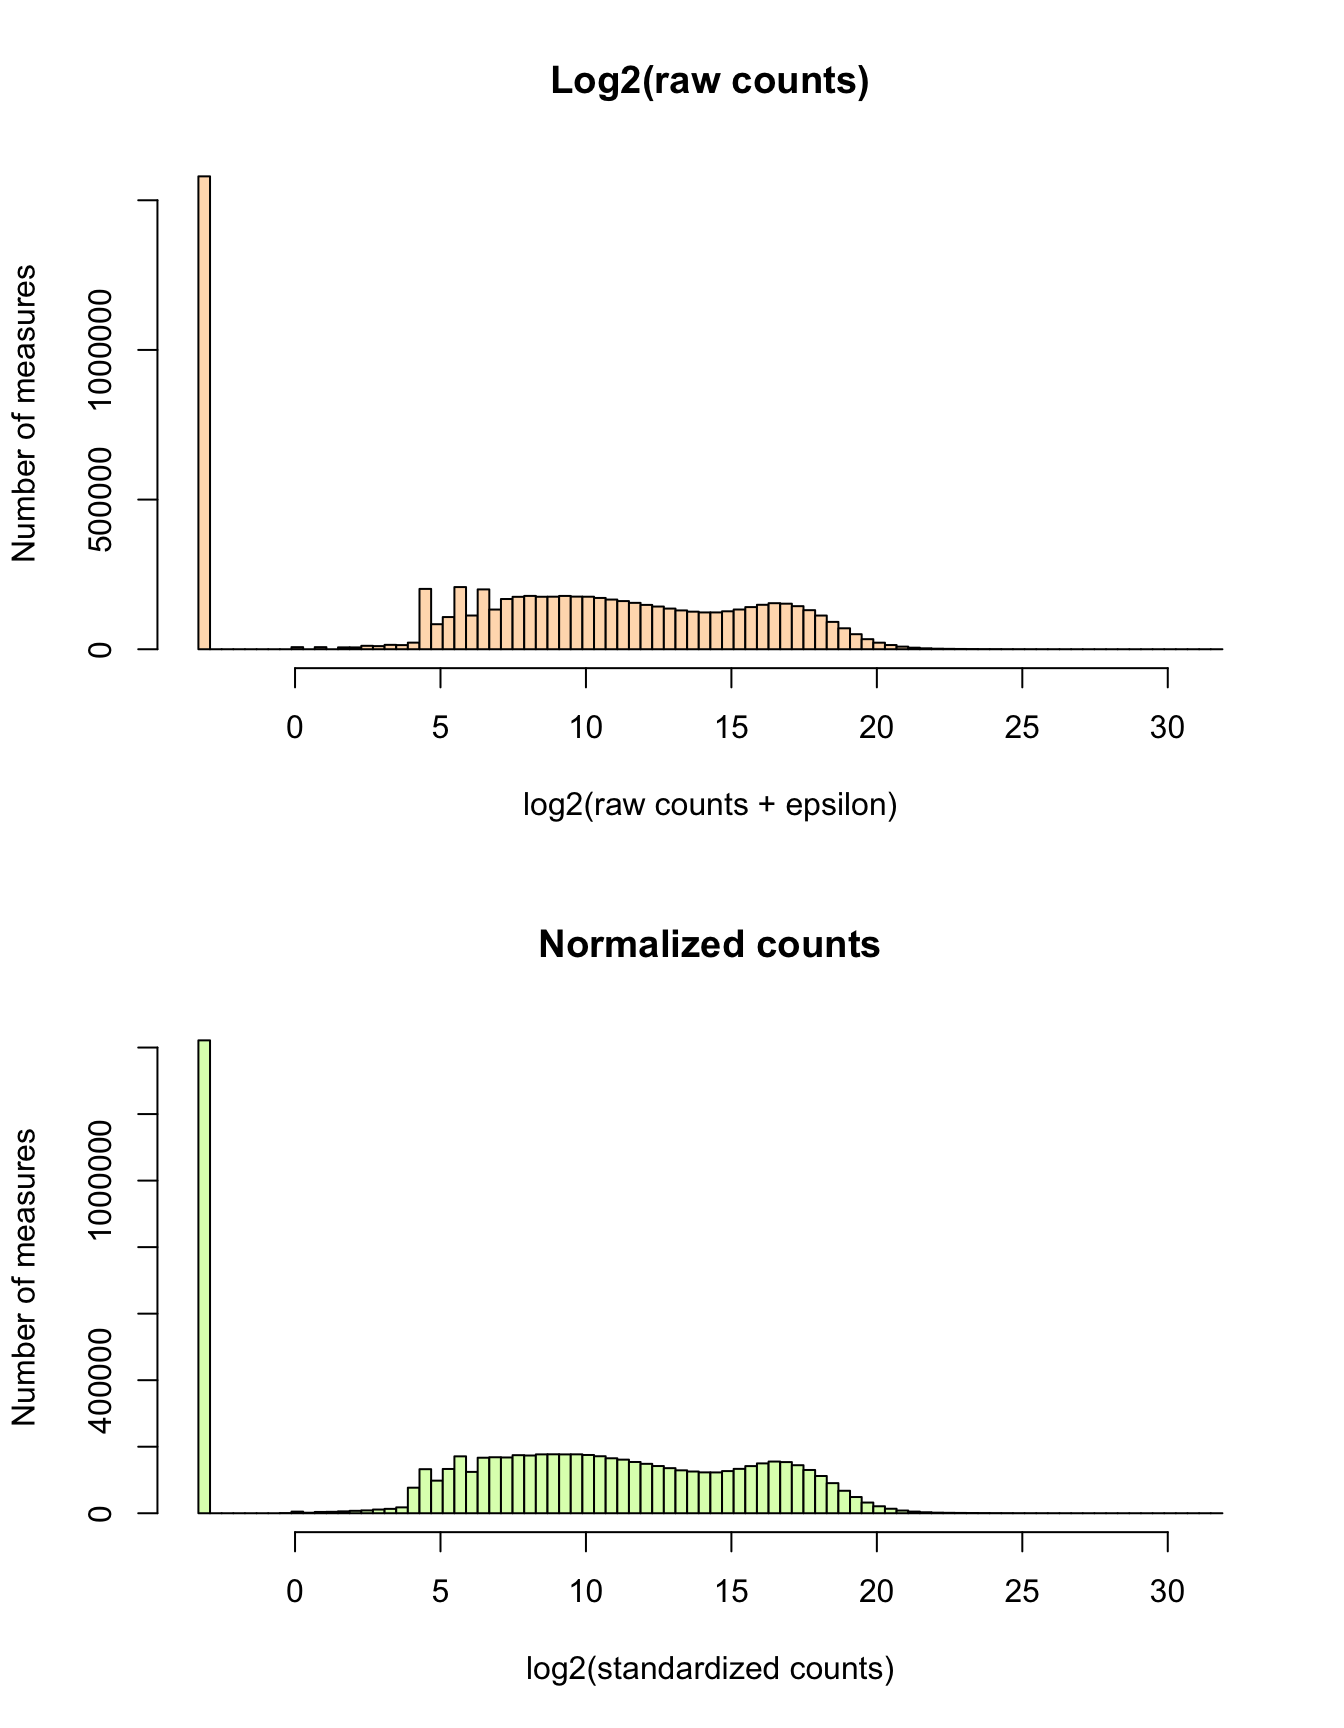 Log2(raw counts)
Number of measures
1000000
500000
0
0 5 10 15 20 25 30
log2(raw counts + epsilon)
Normalized counts
Number of measures
1000000
400000
0
0 5 10 15 20 25 30
log2(standardized counts)